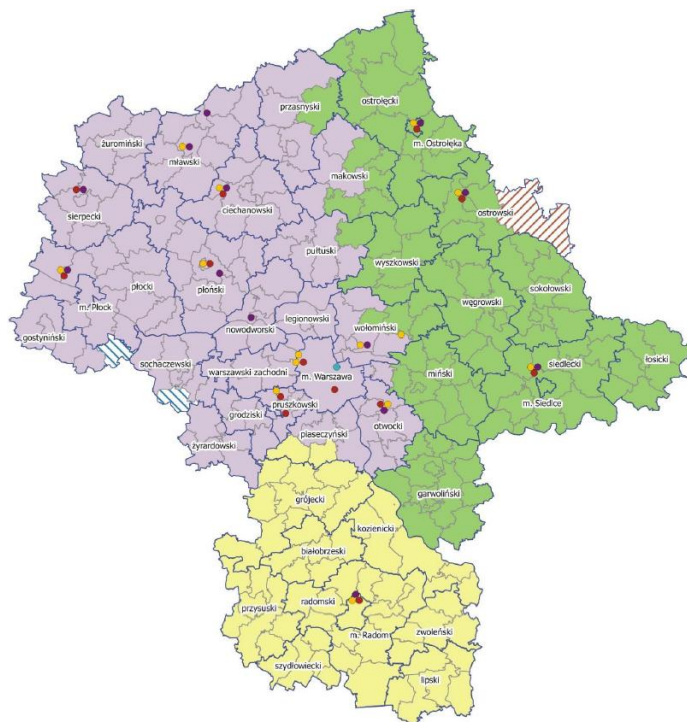 ostrołęcki
przasnyski
m. Ostrołęka
żuromiński
mławski
makowski
ciechanowski
ostrowski
sierpecki
pułtuski
wyszkowski
sokołowski
płocki
płoński
węgrowski
m. Płock
legionowski
nowodworski
wołomiński
gostyniński
sochaczewski
siedlecki
łosicki
warszawski zachodni
m. Warszawa
miński
m. Siedlce
pruszkowski
grodziski
otwocki
piaseczyński
żyrardowski
garwoliński
grójecki
kozienicki
białobrzeski
radomski
przysuski
zwoleński
m. Radom
szydłowiecki
lipski